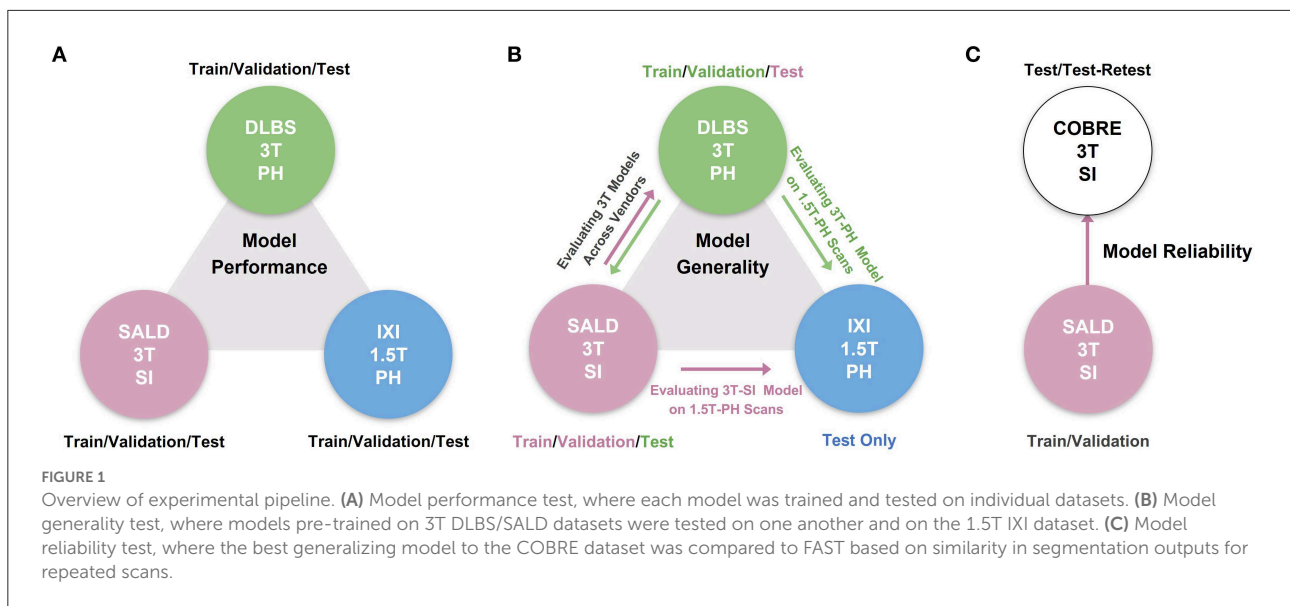 A
Train/Validation/Test
DLBS
3T
PH
Model
Performance
SALD
3T
SI
IXI
1.5T
PH
Train/Validation/Test
Train/Validation/Test
B
Train/Validation/Test
DLBS
3T
PH
Evaluating 3T Models
Across Vendors
Evaluating 3T-PH Model
on 1.5T-PH Scans
Model
Generality
SALD
3T
SI
IXI
1.5T
PH
Evaluating 3T-SI Model
on 1.5T-PH Scans
Train/Validation/Test
Test Only
C
Test/Test-Retest
COBRE
3T
SI
Model Reliability
SALD
3T
SI
Train/Validation
FIGURE 1
Overview of experimental pipeline. (A) Model performance test, where each model was trained and tested on individual datasets. (B) Model
generality test, where models pre-trained on 3T DLBS/SALD datasets were tested on one another and on the 1.5T IXI dataset. (C) Model
reliability test, where the best generalizing model to the COBRE dataset was compared to FAST based on similarity in segmentation outputs for
repeated scans.